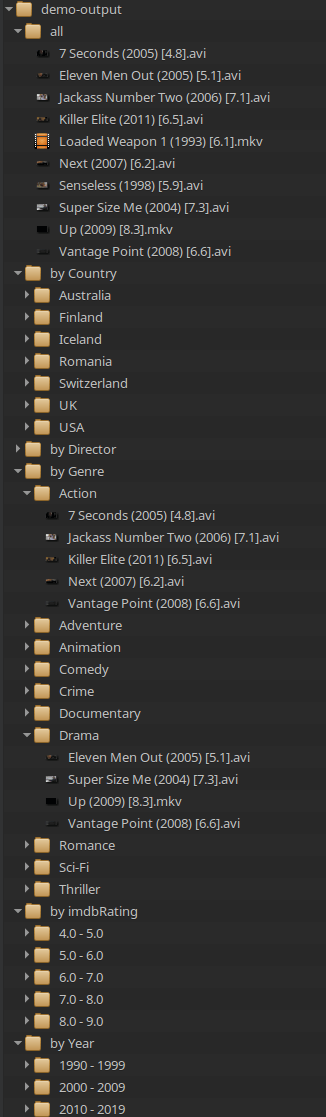 demo-output
all
7 Seconds (2005) [4.8].avi
Eleven Men Out (2005) [5.1].avi
Jackass Number Two (2006) [7.1].avi
Killer Elite (2011) [6.5].avi
Loaded Weapon 1 (1993) [6.1].mkv
Next (2007) [6.2].avi
Senseless (1998) [5.9].avi
Super Size Me (2004) [7.3].avi
Up (2009) [8.3].mkv
Vantage Point (2008) [6.6].avi
by Country
Australia
Finland
Iceland
Romania
Switzerland
UK
USA
by Director
by Genre
Action
7 Seconds (2005) [4.8].avi
Jackass Number Two (2006) [7.1].avi
Killer Elite (2011) [6.5].avi
Next (2007) [6.2].avi
Vantage Point (2008) [6.6].avi
Adventure
Animation
Comedy
Crime
Documentary
Drama
Eleven Men Out (2005) [5.1].avi
Super Size Me (2004) [7.3].avi
Up (2009) [8.3].mkv
Vantage Point (2008) [6.6].avi
Romance
Sci-Fi
Thriller
by imdbRating
4.0 - 5.0
5.0 - 6.0
6.0 - 7.0
7.0 - 8.0
8.0 - 9.0
by Year
1990 - 1999
2000 - 2009
2010 - 2019